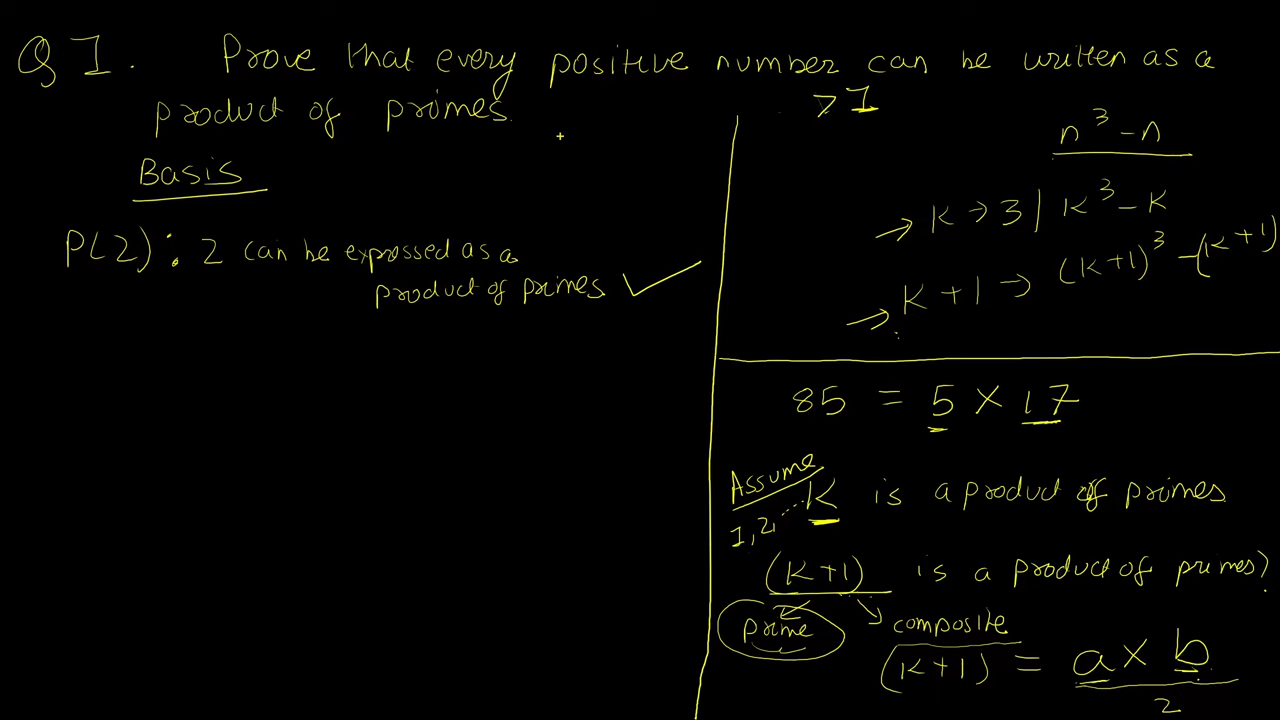 Q 1. Prove that every positive number can be written as a
> 1
product of primes.
Basis
P(2): 2 can be expressed as a
product of primes ✓
n³ - n
→ K → 3 | K³ - K
→ K + 1 → (K+1)³ - (K+1)
85 = 5 × 17
Assume
K is a product of primes
1, 2, ...
(K+1) is a product of primes?
prime
composite
(K+1) = a × b
2